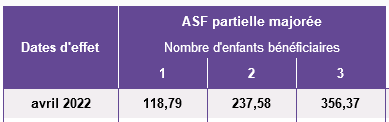 ASF partielle majorée
Dates d'effet
Nombre d'enfants bénéficiaires
1 2 3
avril 2022 118,79 237,58 356,37